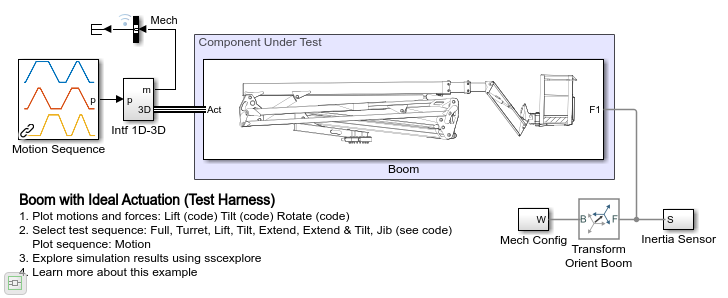 Mech
Component Under Test
p
p
m
3D
Act
F1
Intf 1D-3D
Motion Sequence
Boom
Boom with Ideal Actuation (Test Harness)
1. Plot motions and forces: Lift (code) Tilt (code) Rotate (code)
2. Select test sequence: Full, Turret, Lift, Tilt, Extend, Extend & Tilt, Jib (see code)
Plot sequence: Motion
3. Explore simulation results using sscexplore
4. Learn more about this example
W
B
F
S
Mech Config
Transform
Orient Boom
Inertia Sensor